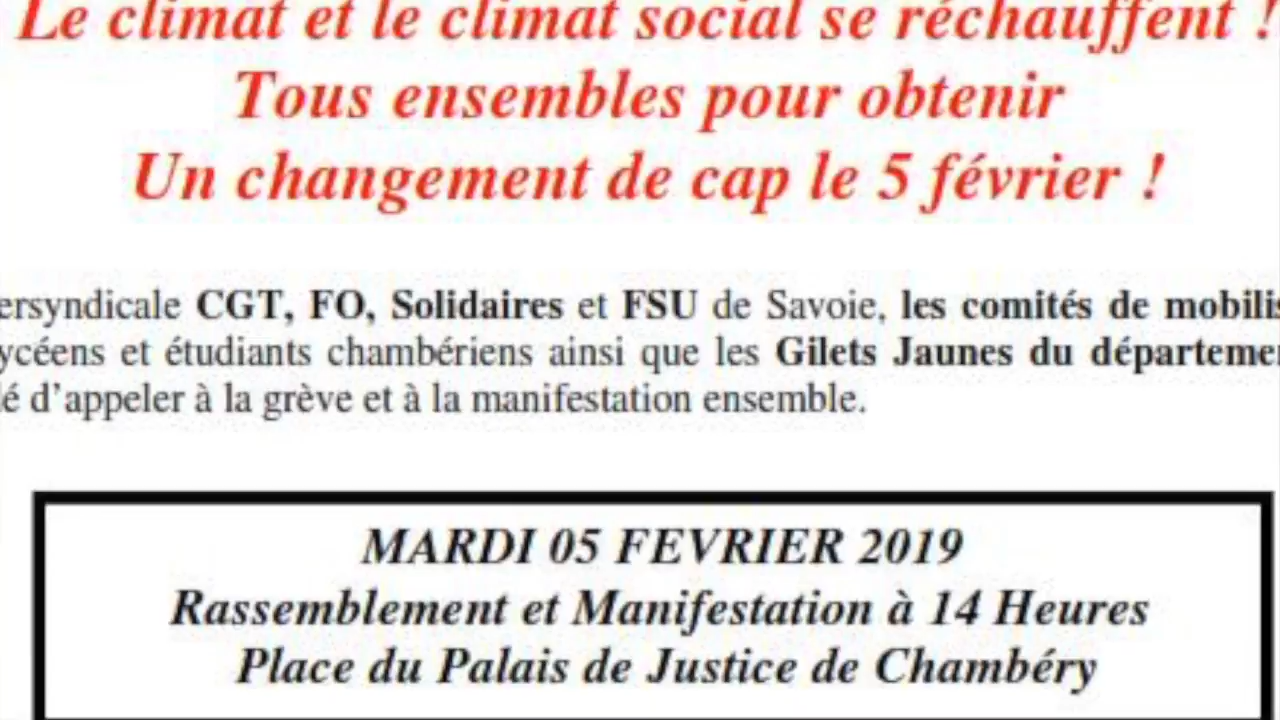 Le climat et le climat social se réchauffent !
Tous ensembles pour obtenir
Un changement de cap le 5 février !
ersyndicale CGT, FO, Solidaires et FSU de Savoie, les comités de mobilis
ycéens et étudiants chambériens ainsi que les Gilets Jaunes du départeme
é d'appeler à la grève et à la manifestation ensemble.
MARDI 05 FEVRIER 2019
Rassemblement et Manifestation à 14 Heures
Place du Palais de Justice de Chambéry